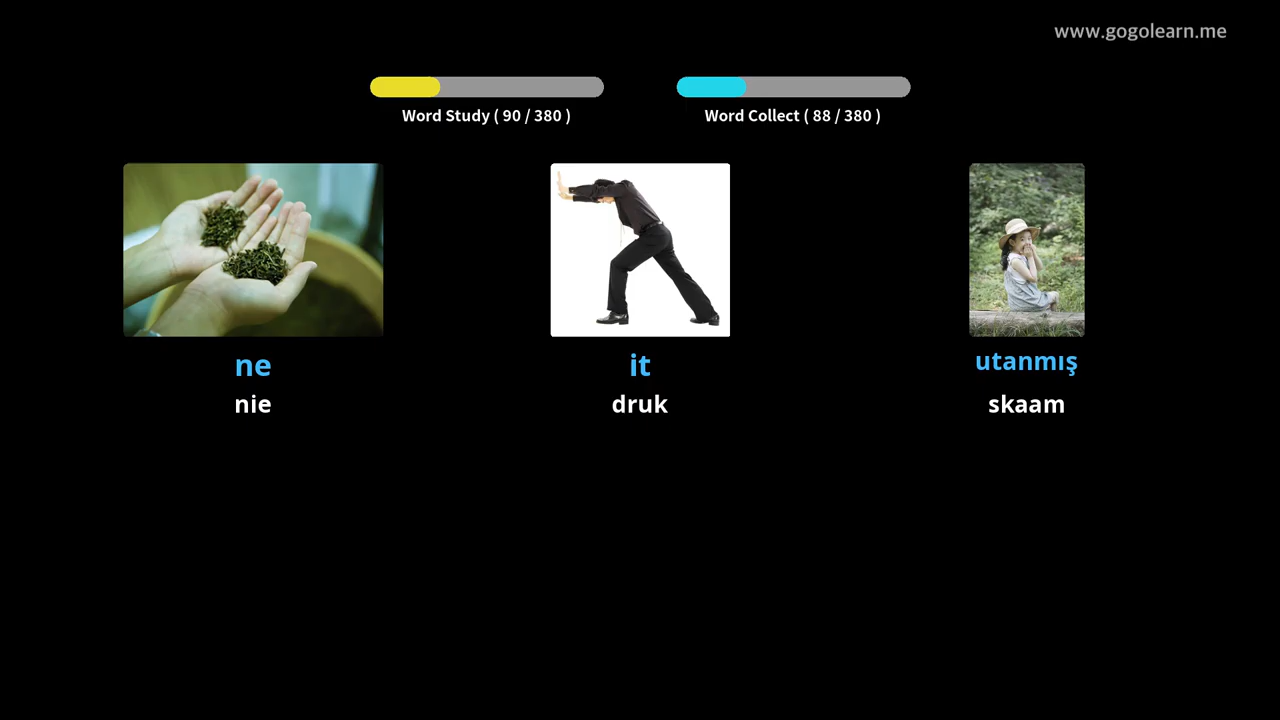 www.gogolearn.me
Word Study ( 90 / 380 )
Word Collect ( 88 / 380 )
ne
nie
it
druk
utanmış
skaam